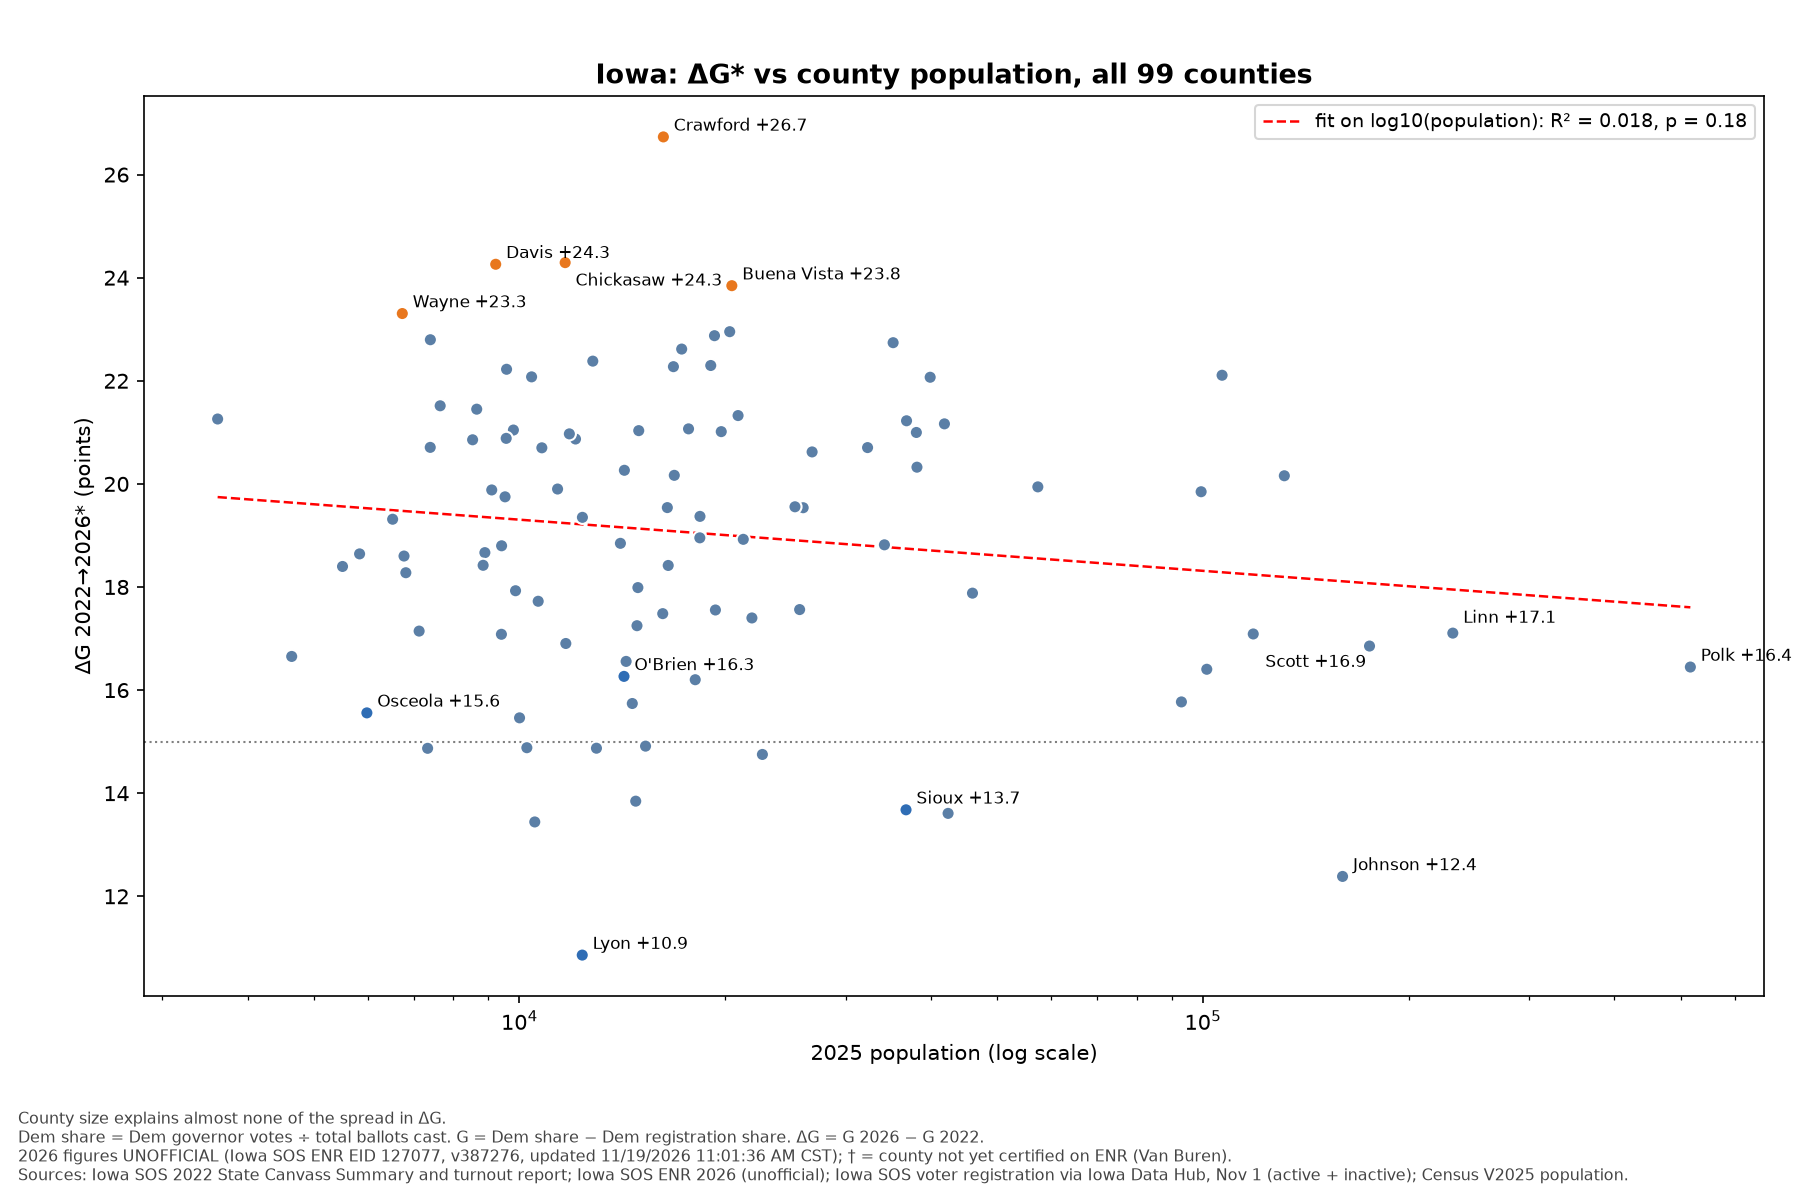 Iowa: ΔG* vs county population, all 99 counties
fit on log10(population): R² = 0.018, p = 0.18
Crawford +26.7
Davis +24.3
Chickasaw +24.3
Buena Vista +23.8
Wayne +23.3
Linn +17.1
Scott +16.9
Polk +16.4
O'Brien +16.3
Osceola +15.6
Sioux +13.7
Johnson +12.4
Lyon +10.9
26
24
22
20
18
16
14
12
ΔG 2022→2026* (points)
10⁴
10⁵
2025 population (log scale)
County size explains almost none of the spread in ΔG.
Dem share = Dem governor votes ÷ total ballots cast. G = Dem share − Dem registration share. ΔG = G 2026 − G 2022.
2026 figures UNOFFICIAL (Iowa SOS ENR EID 127077, v387276, updated 11/19/2026 11:01:36 AM CST); † = county not yet certified on ENR (Van Buren).
Sources: Iowa SOS 2022 State Canvass Summary and turnout report; Iowa SOS ENR 2026 (unofficial); Iowa SOS voter registration via Iowa Data Hub, Nov 1 (active + inactive); Census V2025 population.